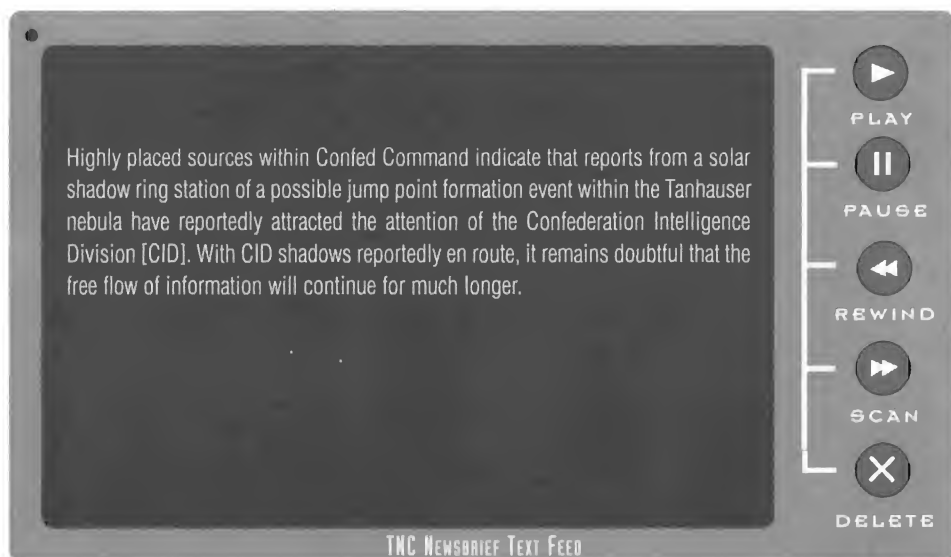 Highly placed sources within Confed Command indicate that reports from a solar
shadow ring station of a possible jump point formation event within the Tanhauser
nebula have reportedly attracted the attention of the Confederation Intelligence
Division [CID]. With CID shadows reportedly en route, it remains doubtful that the
free flow of information will continue for much longer.
PLAY
PAUSE
REWIND
SCAN
DELETE
TNC NEWSBRIEF TEXT FEED